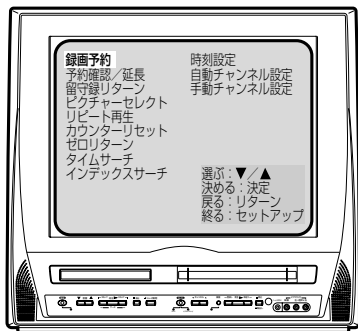 録画予約
予約確認／延長
留守録リターン
ピクチャーセレクト
リピート再生
カウンターリセット
ゼロリターン
タイムサーチ
インデックスサーチ
時刻設定
自動チャンネル設定
手動チャンネル設定
選ぶ：▼／▲
決める：決定
戻る：リターン
終る：セットアップ